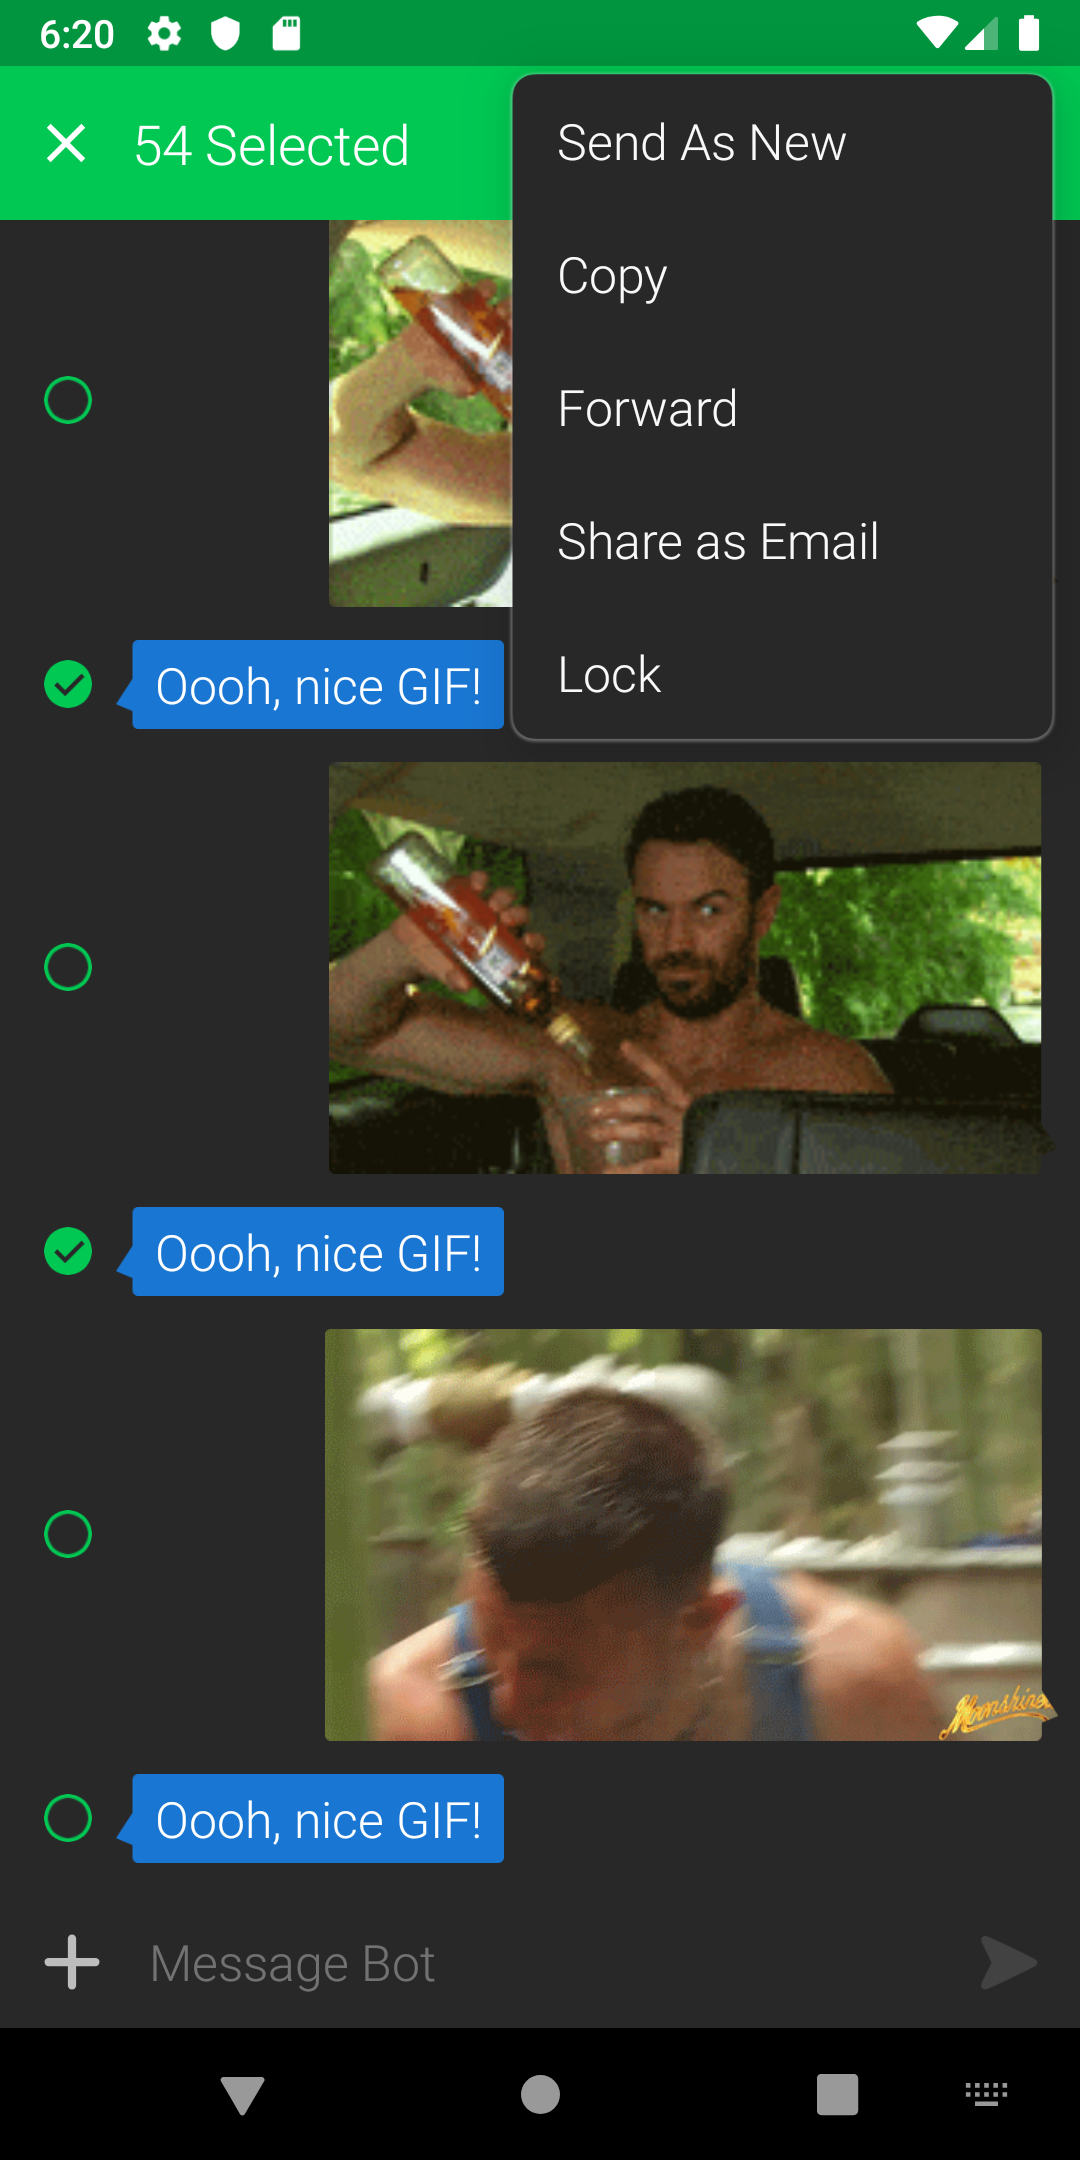 6:20
54 Selected
Send As New
Copy
Forward
Share as Email
Lock
Oooh, nice GIF!
Oooh, nice GIF!
Moonshiners
Oooh, nice GIF!
Message Bot